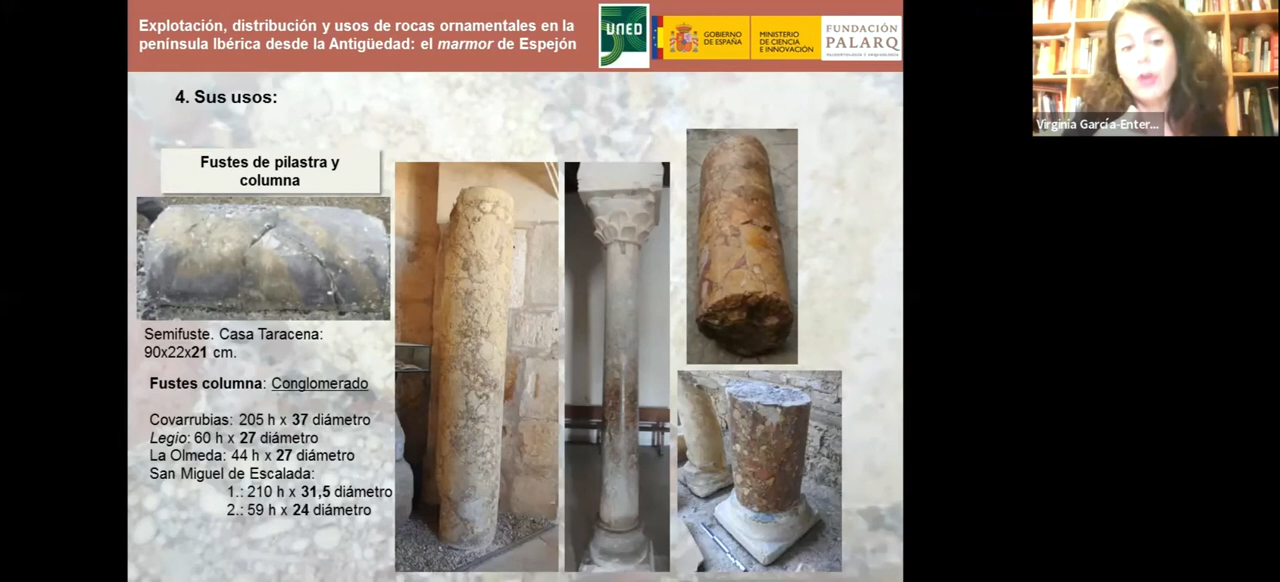 Explotación, distribución y usos de rocas ornamentales en la
península Ibérica desde la Antigüedad: el marmor de Espejón
UNED
GOBIERNO
DE ESPAÑA
MINISTERIO
DE CIENCIA
E INNOVACIÓN
FUNDACIÓN
PALARQ
4. Sus usos:
Fustes de pilastra y
columna
Semifuste. Casa Taracena:
90x22x21 cm.
Fustes columna: Conglomerado
Covarrubias: 205 h x 37 diámetro
Legio: 60 h x 27 diámetro
La Olmeda: 44 h x 27 diámetro
San Miguel de Escalada:
1.: 210 h x 31,5 diámetro
2.: 59 h x 24 diámetro
Virginia García-Enter...